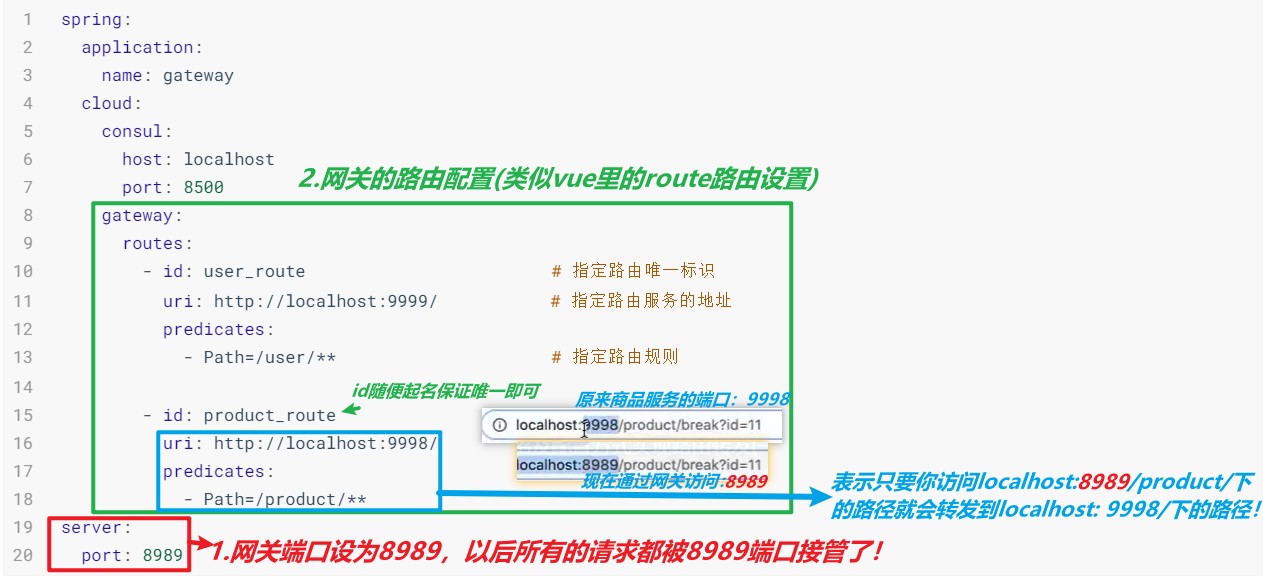 1 spring:
2 application:
3 name: gateway
4 cloud:
5 consul:
6 host: localhost
7 port: 8500
2.网关的路由配置(类似vue里的route路由设置)
8 gateway:
9 routes:
10 - id: user_route # 指定路由唯一标识
11 uri: http://localhost:9999/ # 指定路由服务的地址
12 predicates:
13 - Path=/user/** # 指定路由规则
14
id随便起名保证唯一即可
原来商品服务的端口：9998
15 - id: product_route
localhost:9998/product/break?id=11
16 uri: http://localhost:9998/
17 predicates:
localhost:8989/product/break?id=11
现在通过网关访问:8989
18 - Path=/product/**
表示只要你访问localhost:8989/product/下
的路径就会转发到localhost: 9998/下的路径！
19 server:
20 port: 8989
1.网关端口设为8989，以后所有的请求都被8989端口接管了！